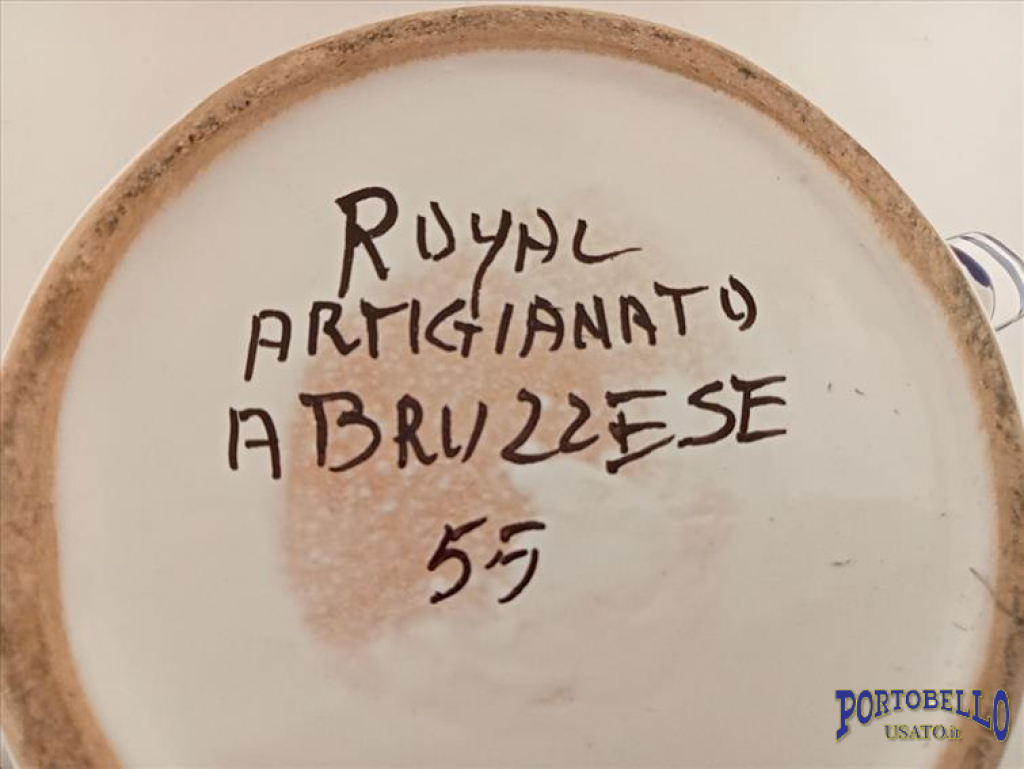 ROYAL
ARTIGIANATO
ABRUZZESE
55
PORTOBELLO
USATO.it